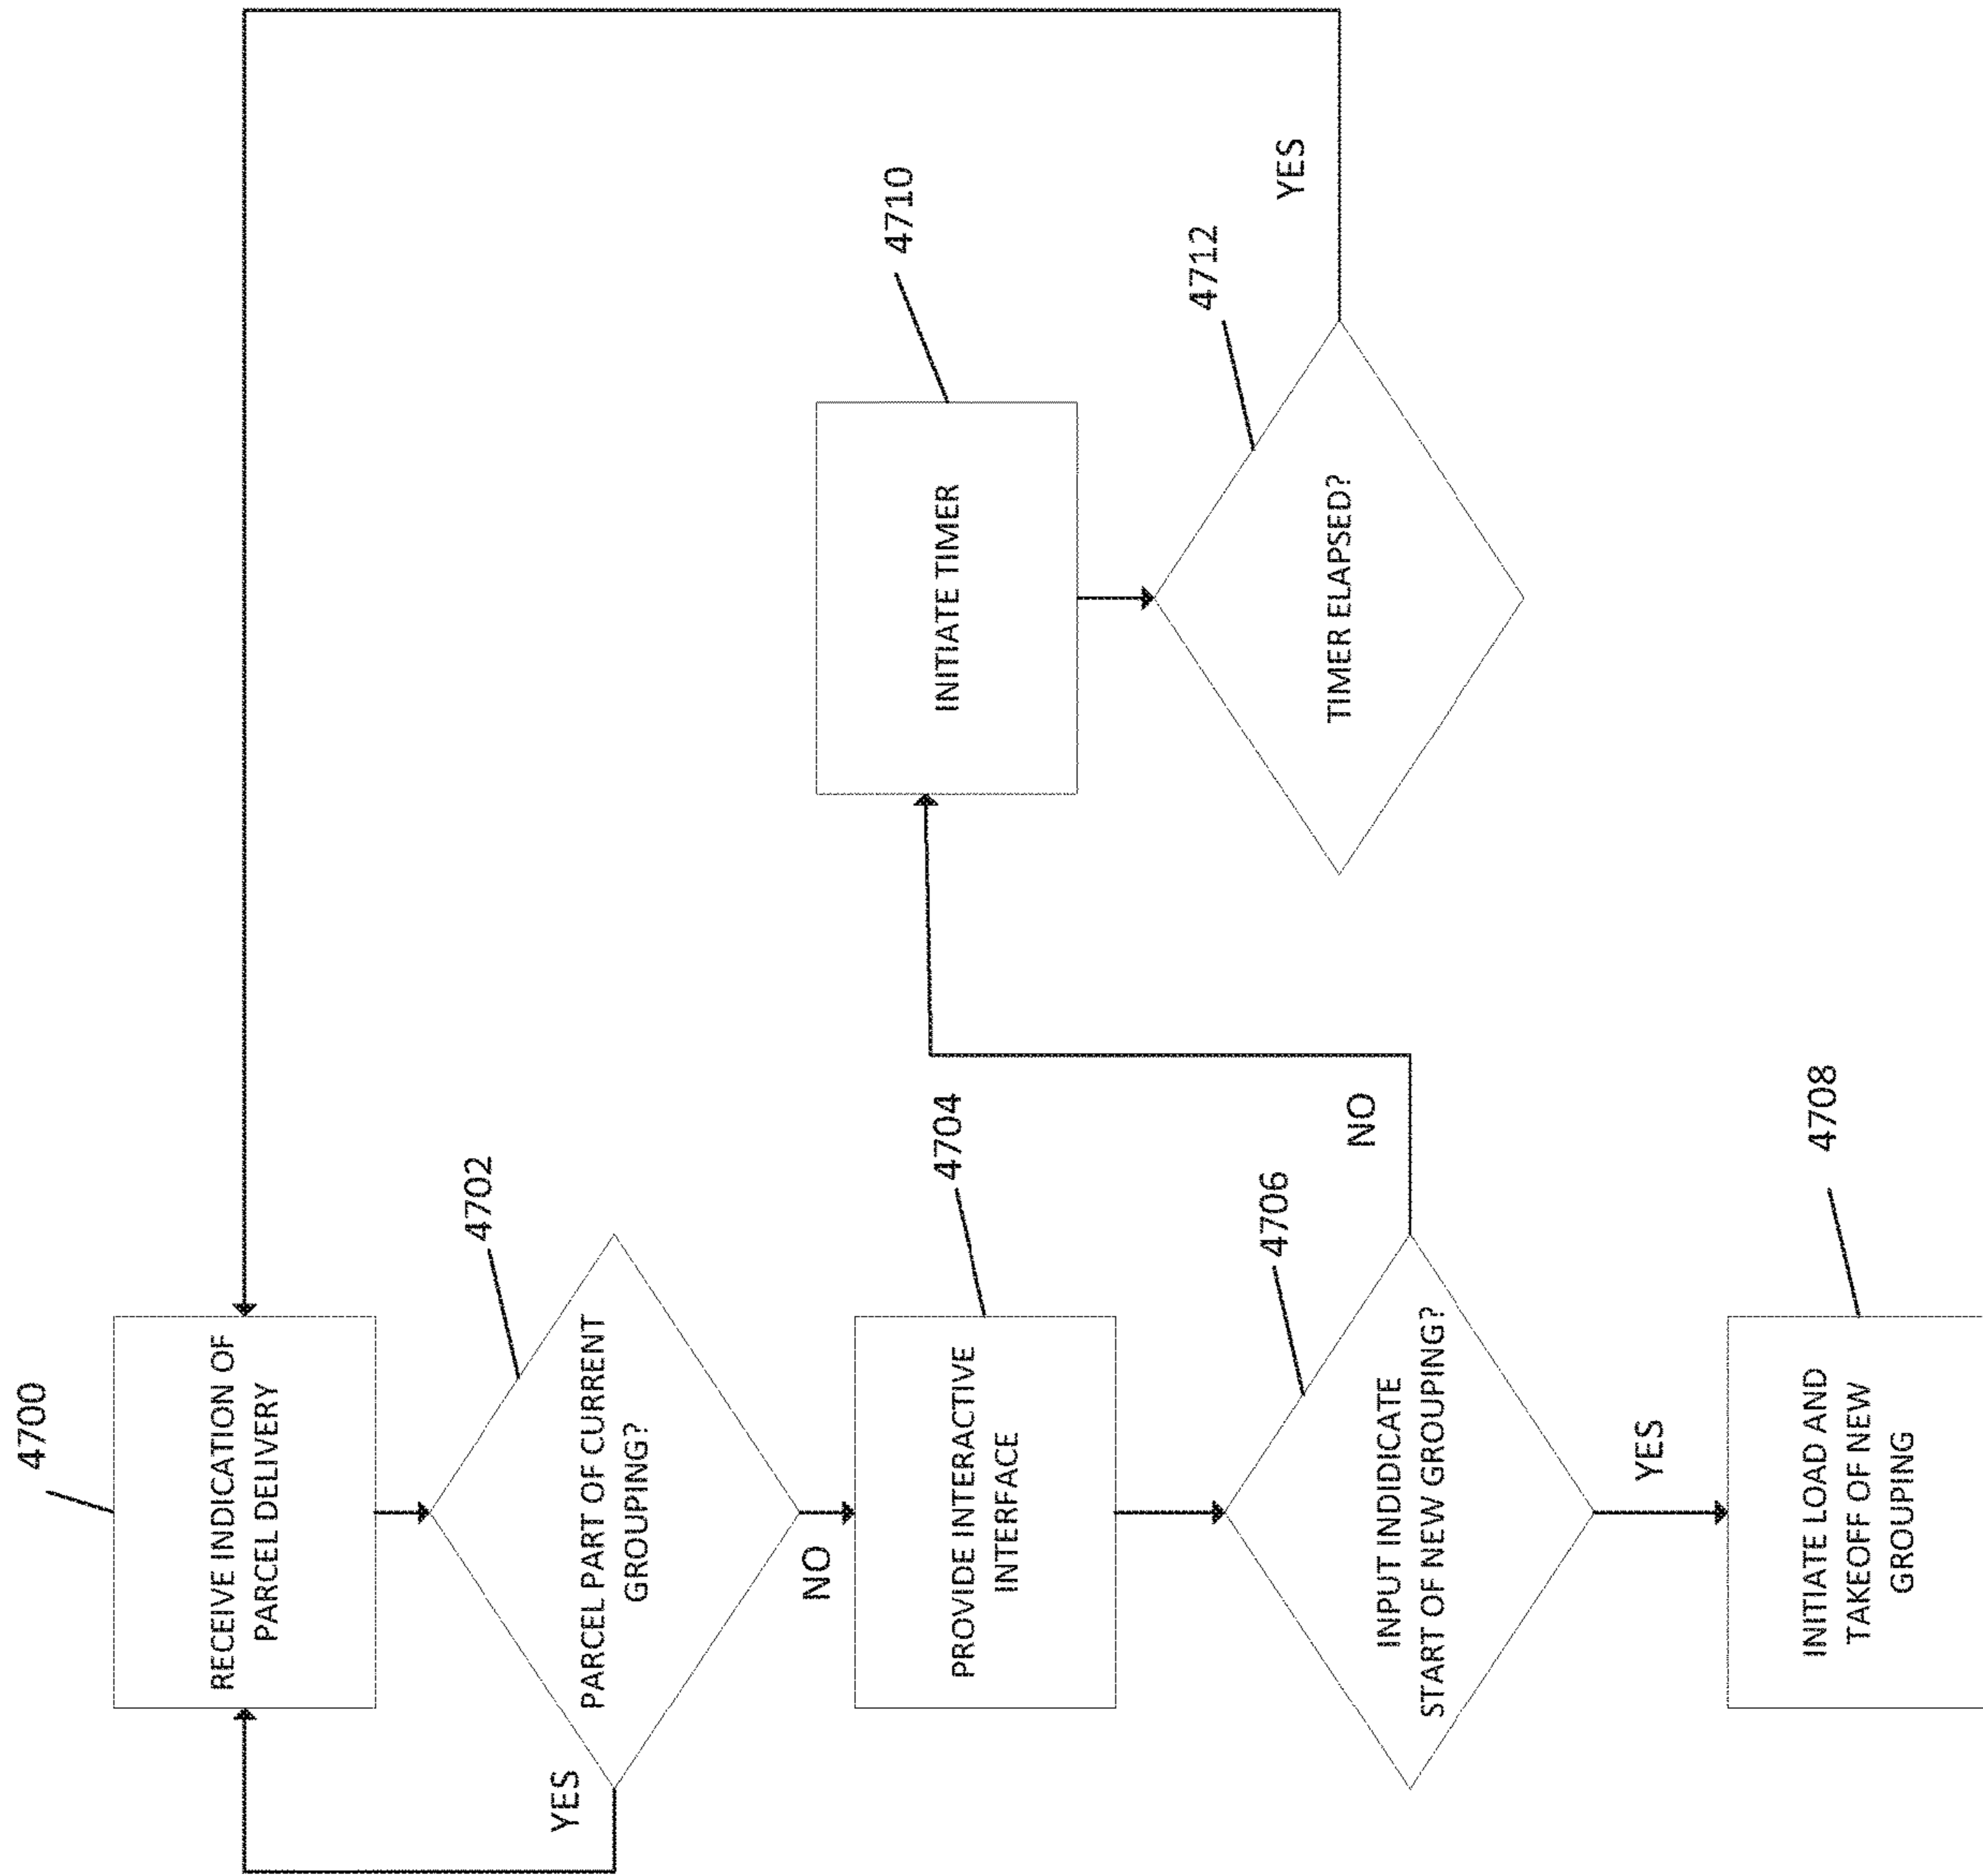 4700
RECEIVE INDICATION OF
PARCEL DELIVERY
4702
PARCEL PART OF CURRENT
GROUPING?
YES
NO
4704
PROVIDE INTERACTIVE
INTERFACE
4706
INPUT INDIDICATE
START OF NEW GROUPING?
NO
YES
4708
INITIATE LOAD AND
TAKEOFF OF NEW
GROUPING
4710
INITIATE TIMER
4712
TIMER ELAPSED?
YES